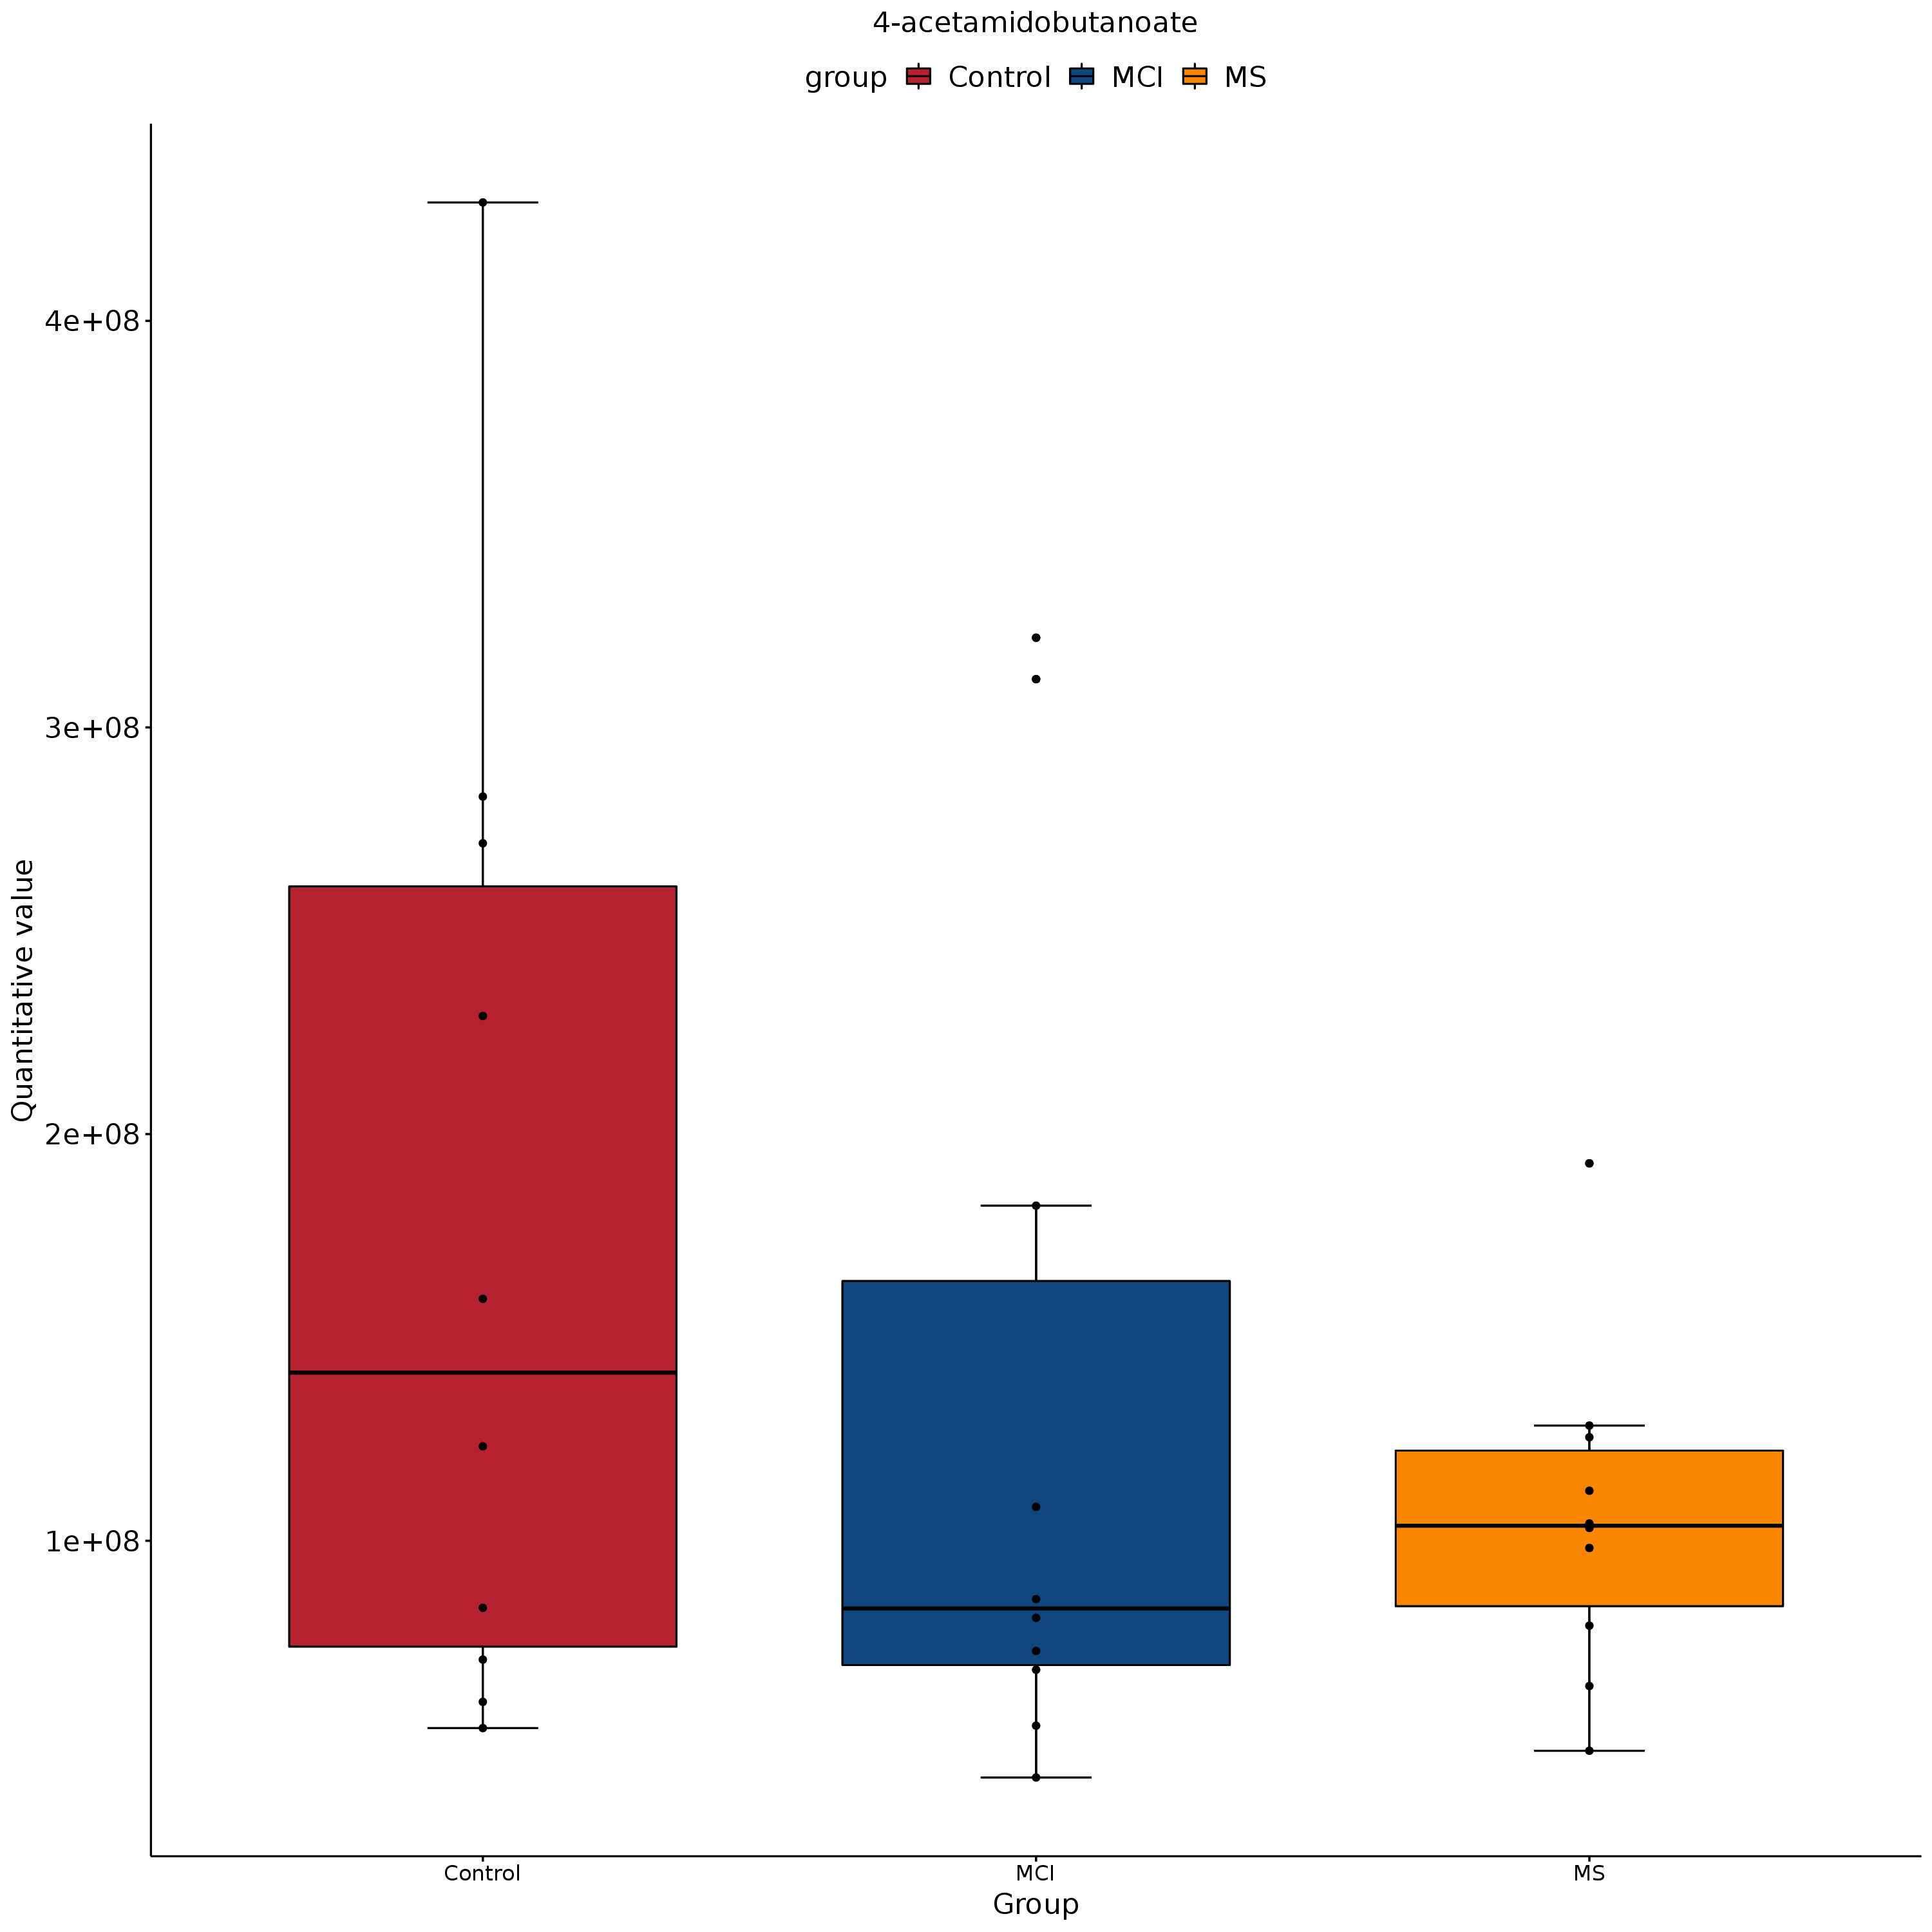 4-acetamidobutanoate
group Control MCI MS
Quantitative value
4e+08
3e+08
2e+08
1e+08
Control MCI MS
Group